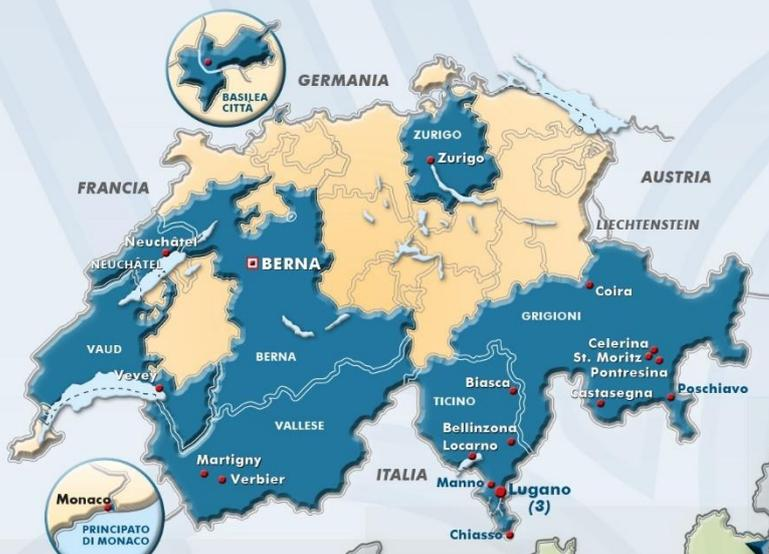 BASILEA
CITTÀ
GERMANIA
ZURIGO
Zurigo
FRANCIA
AUSTRIA
LIECHTENSTEIN
Neuchâtel
NEUCHÂTEL
BERNA
Coira
GRIGIONI
VAUD
BERNA
Celerina
St. Moritz
Pontresina
Vevey
Biasca
TICINO
Castasegna
Poschiavo
VALLESE
Bellinzona
Locarno
Martigny
Verbier
ITALIA
Manno
Lugano
(3)
Monaco
PRINCIPATO
DI MONACO
Chiasso